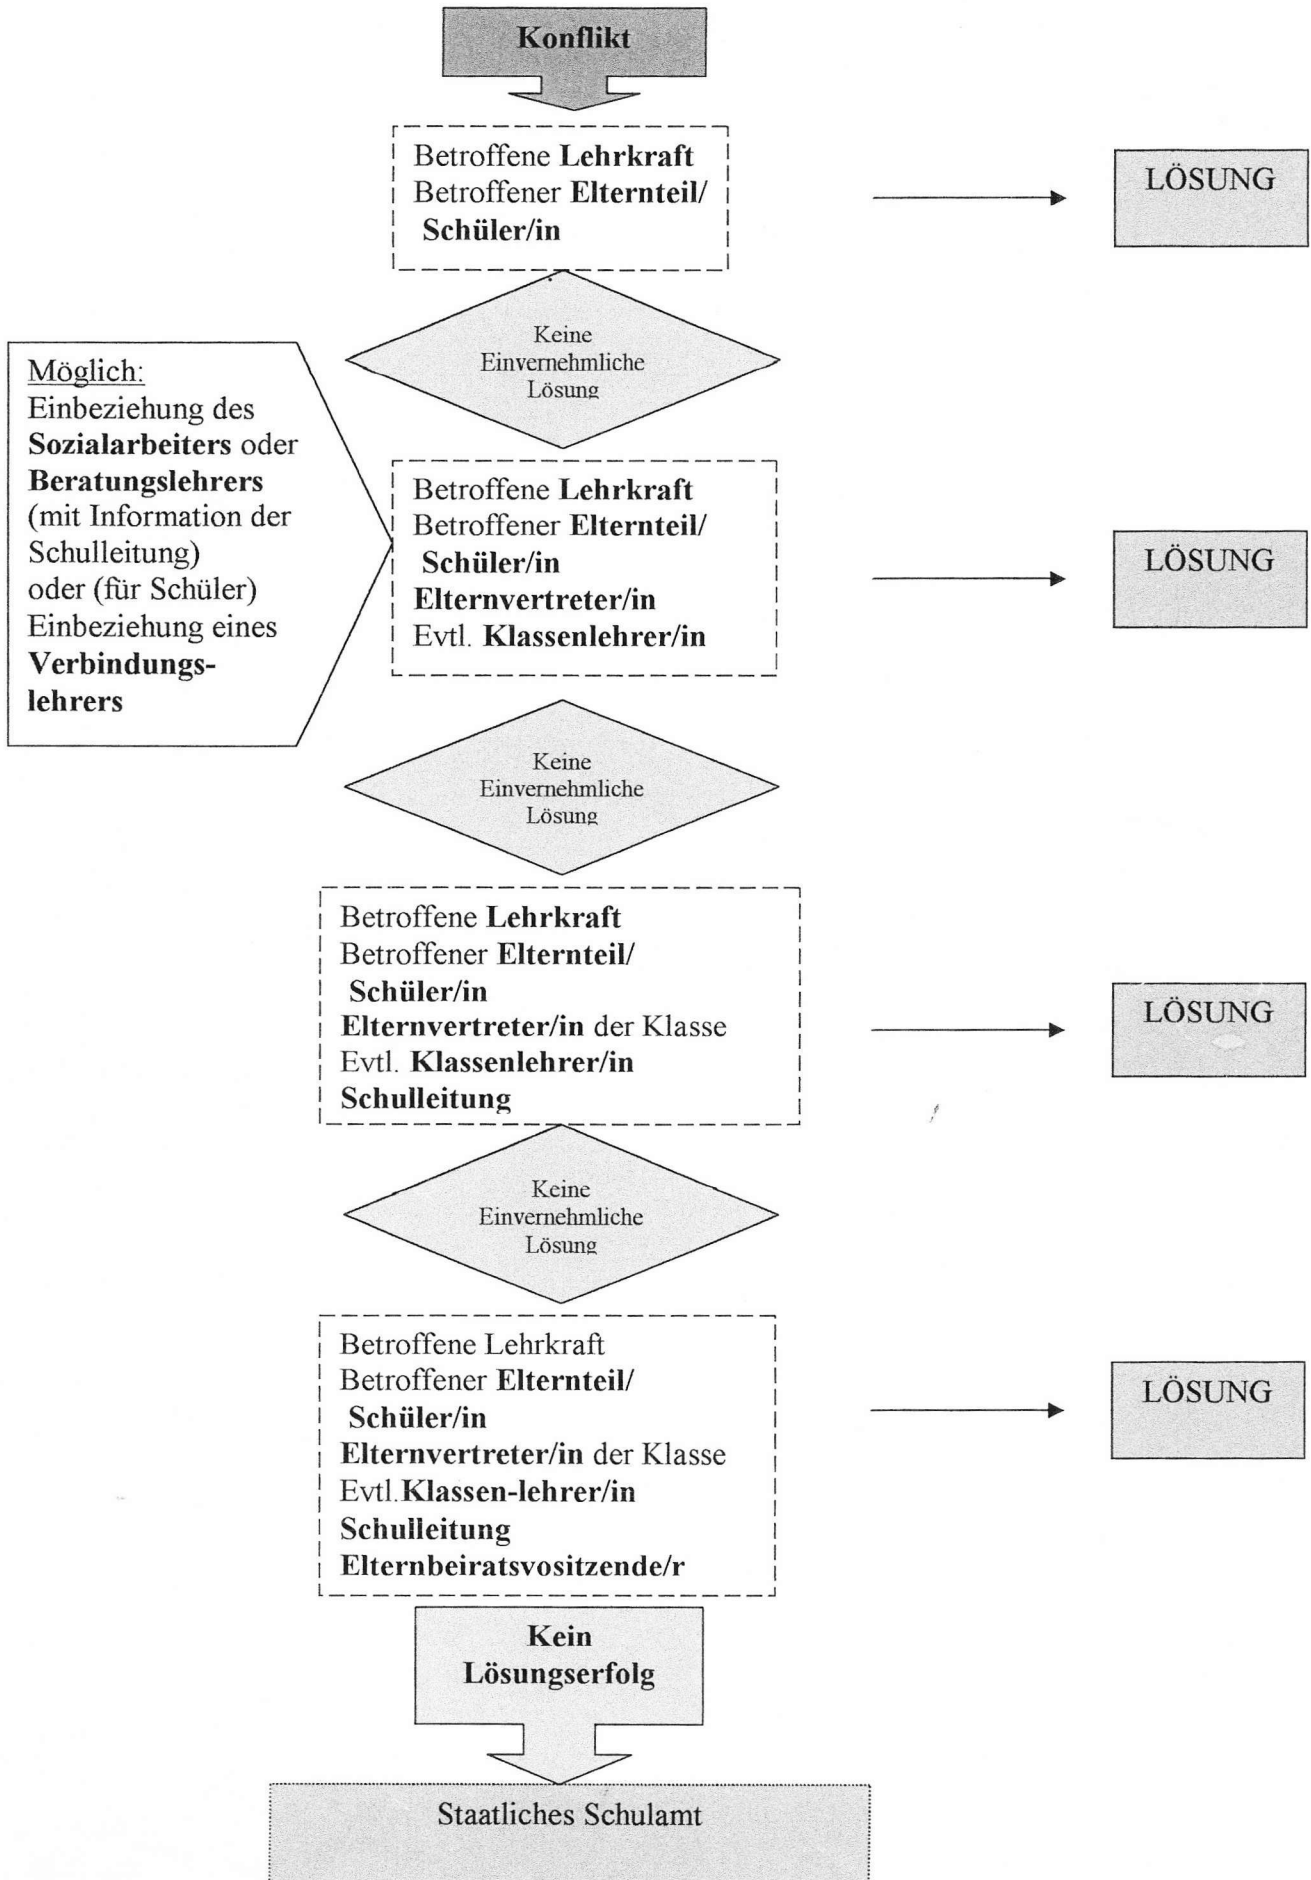 Konflikt
Betroffene Lehrkraft
Betroffener Elternteil/
Schüler/in
LÖSUNG
Keine
Einvernehmliche
Lösung
Möglich:
Einbeziehung des
Sozialarbeiters oder
Beratungslehrers
(mit Information der
Schulleitung)
oder (für Schüler)
Einbeziehung eines
Verbindungs-
lehrers
Betroffene Lehrkraft
Betroffener Elternteil/
Schüler/in
Elternvertreter/in
Evtl. Klassenlehrer/in
LÖSUNG
Keine
Einvernehmliche
Lösung
Betroffene Lehrkraft
Betroffener Elternteil/
Schüler/in
Elternvertreter/in der Klasse
Evtl. Klassenlehrer/in
Schulleitung
LÖSUNG
Keine
Einvernehmliche
Lösung
Betroffene Lehrkraft
Betroffener Elternteil/
Schüler/in
Elternvertreter/in der Klasse
Evtl.Klassen-lehrer/in
Schulleitung
Elternbeiratsvositzende/r
LÖSUNG
Kein
Lösungserfolg
Staatliches Schulamt